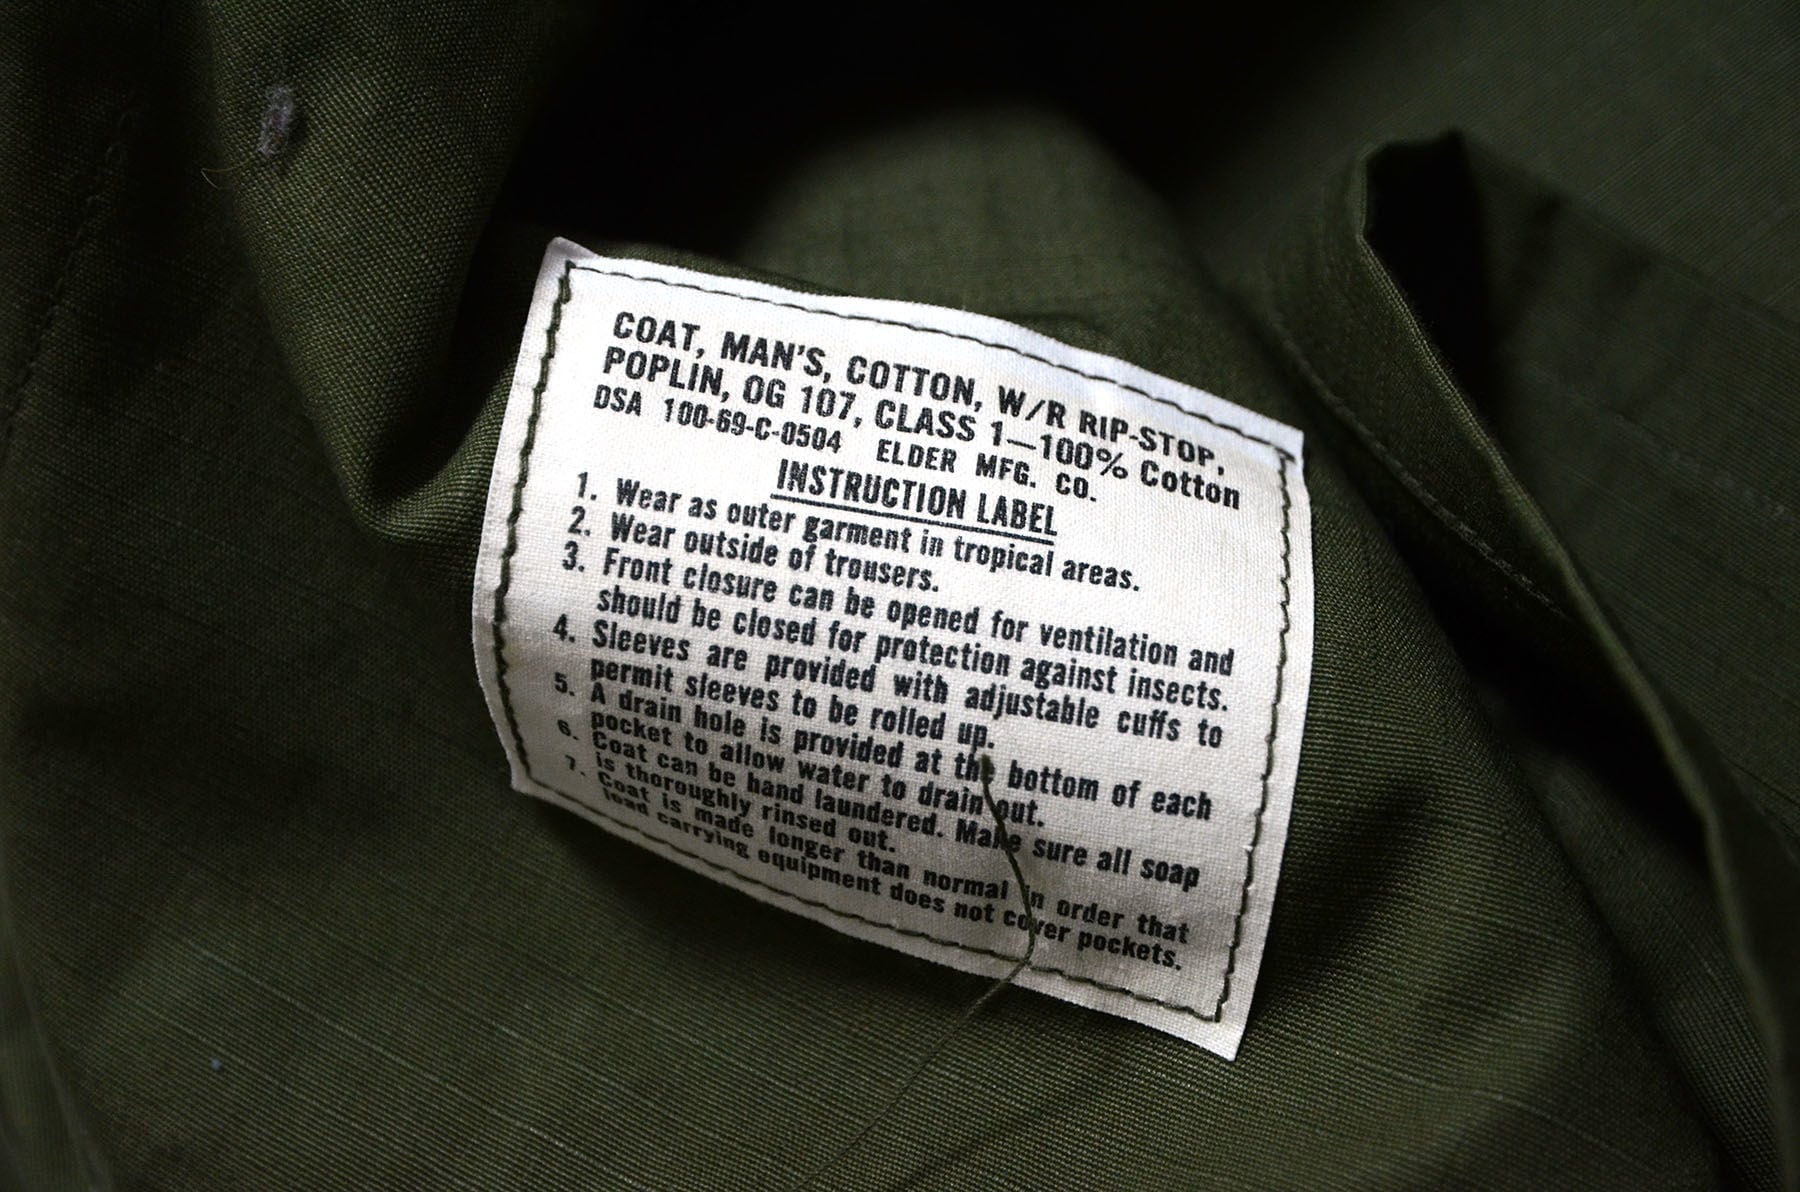 COAT, MAN'S, COTTON, W/R RIP-STOP,
POPLIN, OG 107, CLASS 1—100% Cotton
DSA 100-69-C-0504 ELDER MFG. CO.
INSTRUCTION LABEL
1. Wear as outer garment in tropical areas.
2. Wear outside of trousers.
3. Front closure can be opened for ventilation and
should be closed for protection against insects.
4. Sleeves are provided with adjustable cuffs to
permit sleeves to be rolled up.
5. A drain hole is provided at the bottom of each
pocket to allow water to drain out.
6. Coat can be hand laundered. Make sure all soap
is thoroughly rinsed out.
7. Coat is made longer than normal in order that
load carrying equipment does not cover pockets.